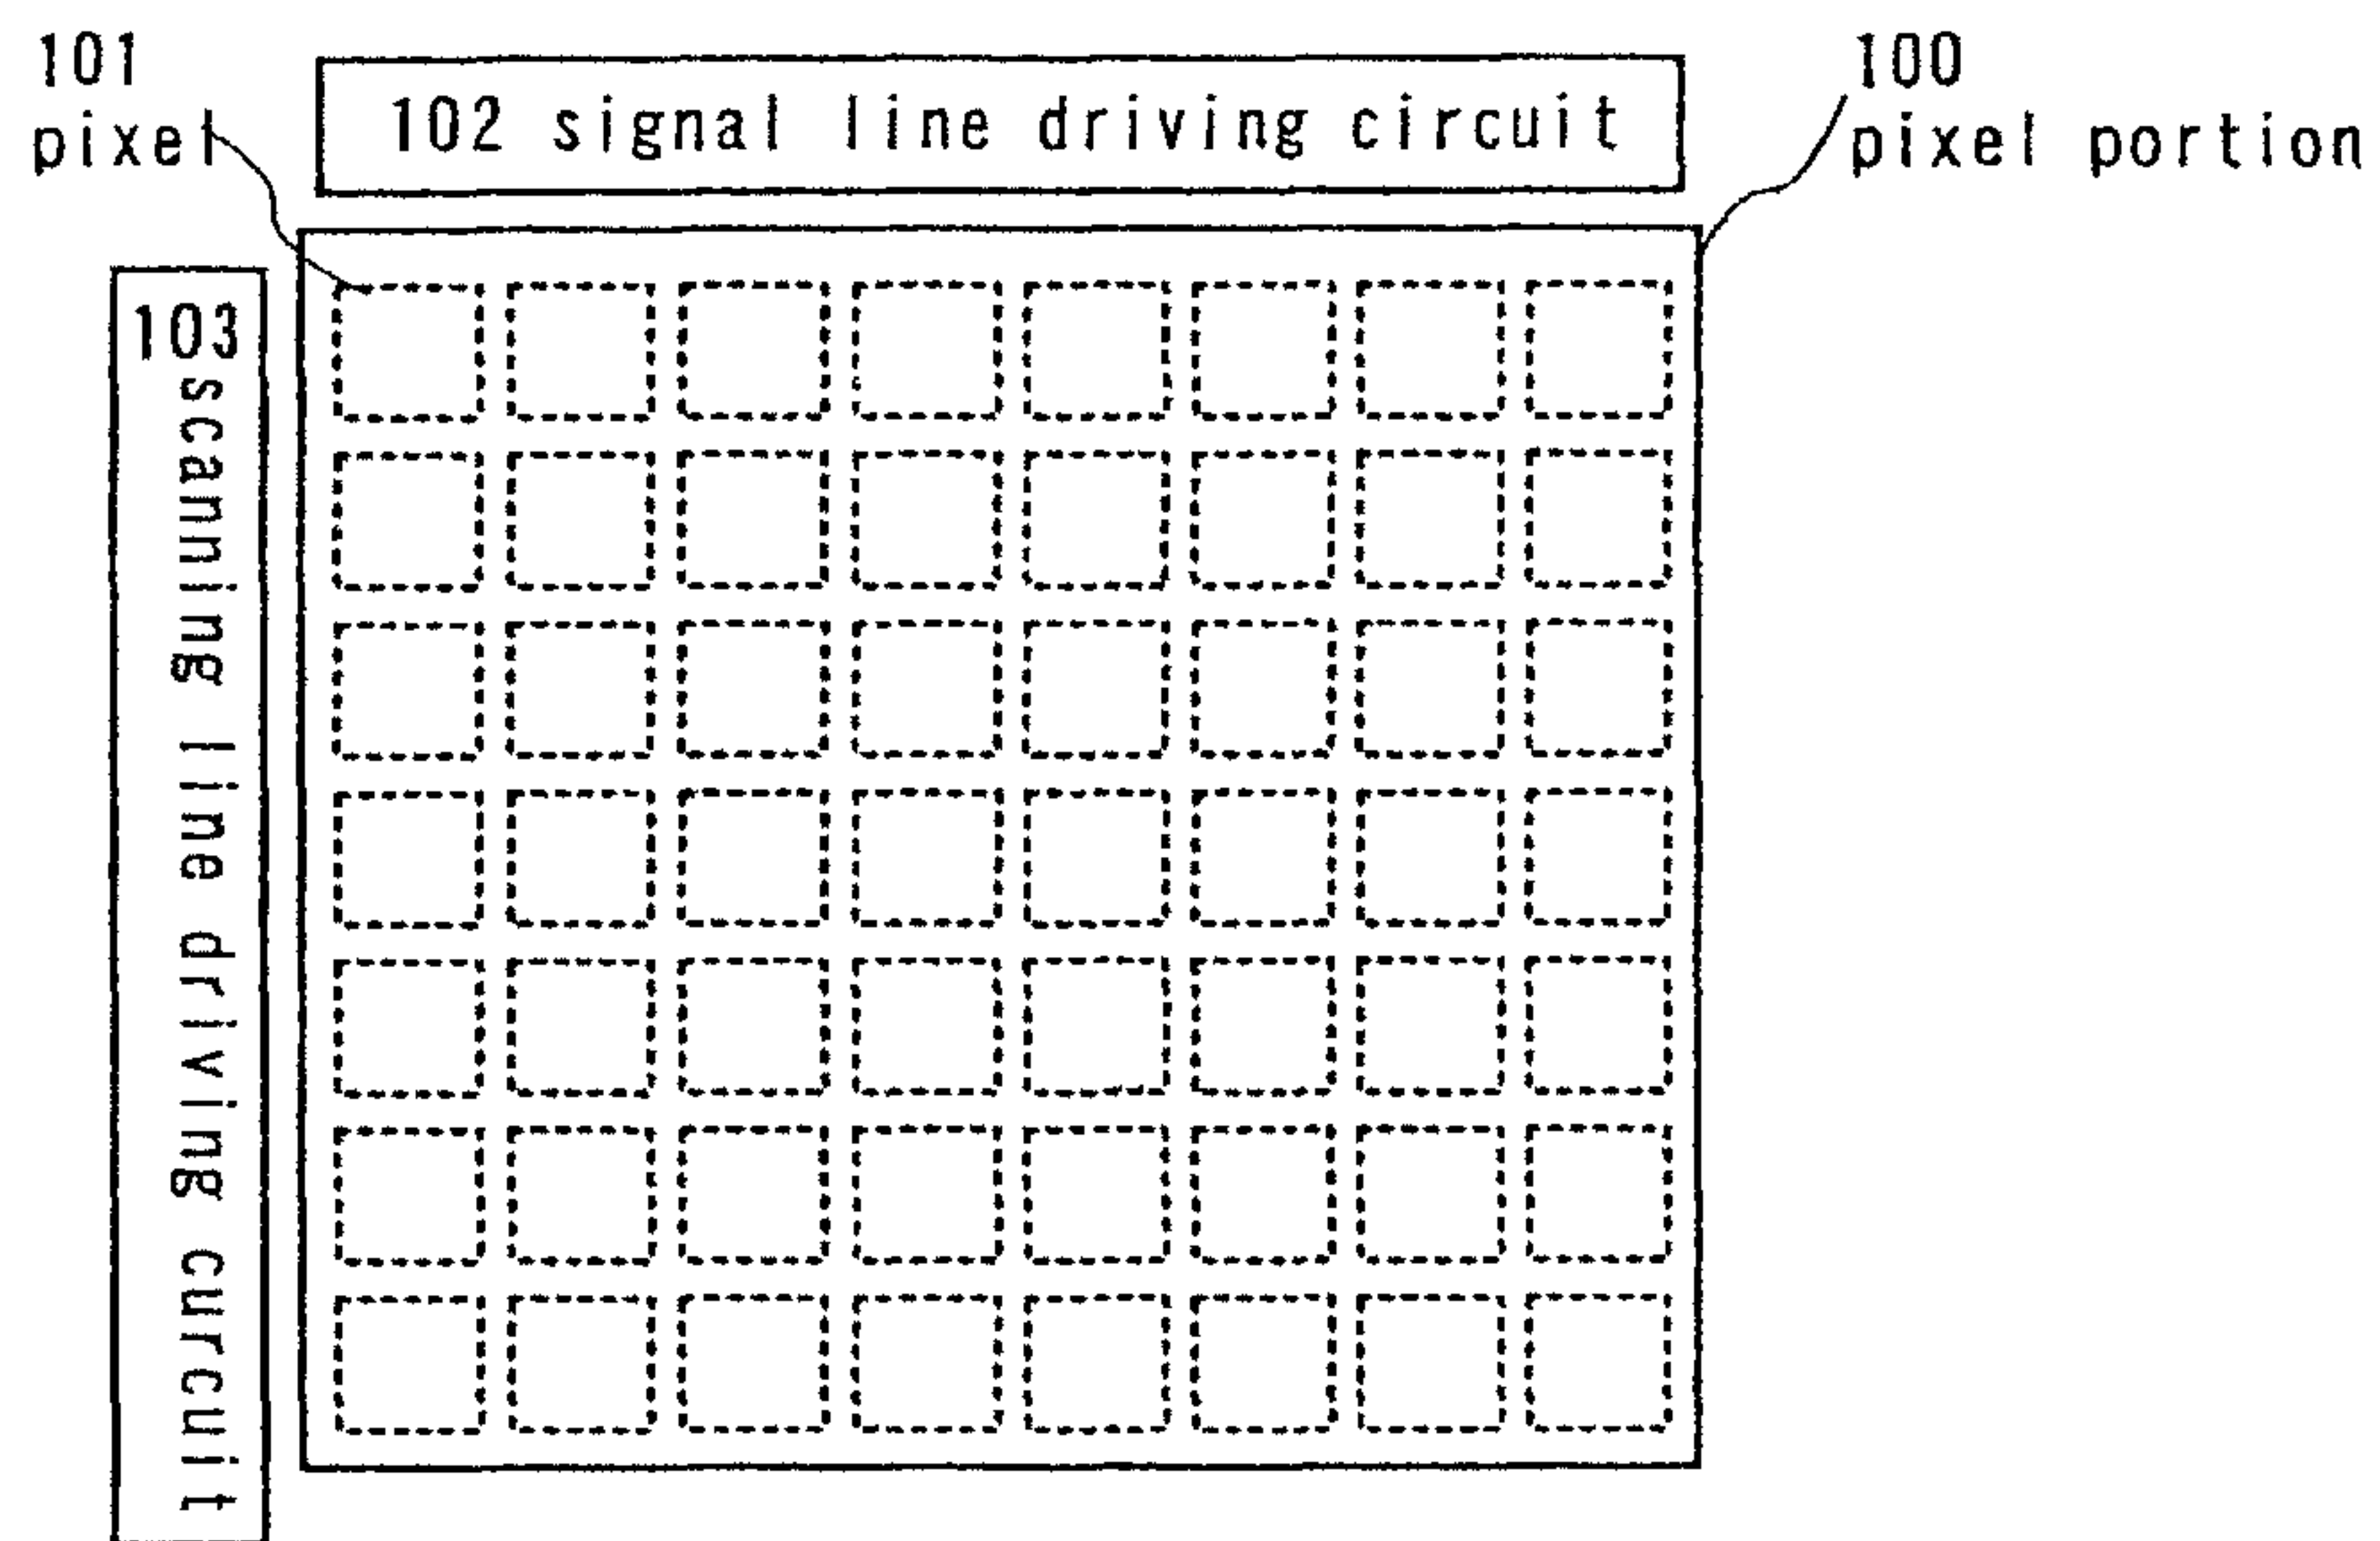 101
pixel
102 signal line driving circuit
100
pixel portion
103 scanning line driving curcuit